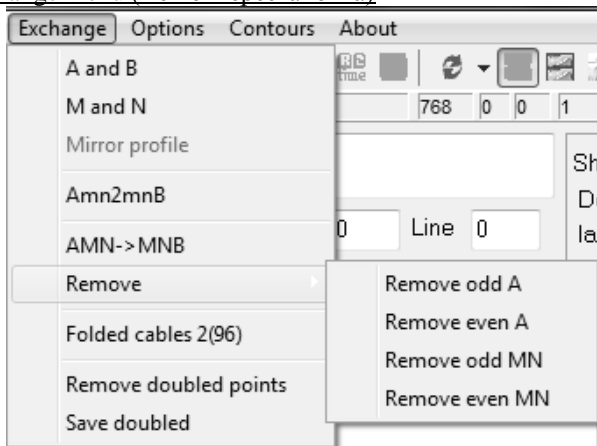 Exchange Options Contours About
A and B
M and N
768 0 0 1
Mirror profile
Amn2mnB
0 Line 0
AMN->MNB
Remove
Remove odd A
Remove even A
Remove odd MN
Remove even MN
Folded cables 2(96)
Remove doubled points
Save doubled